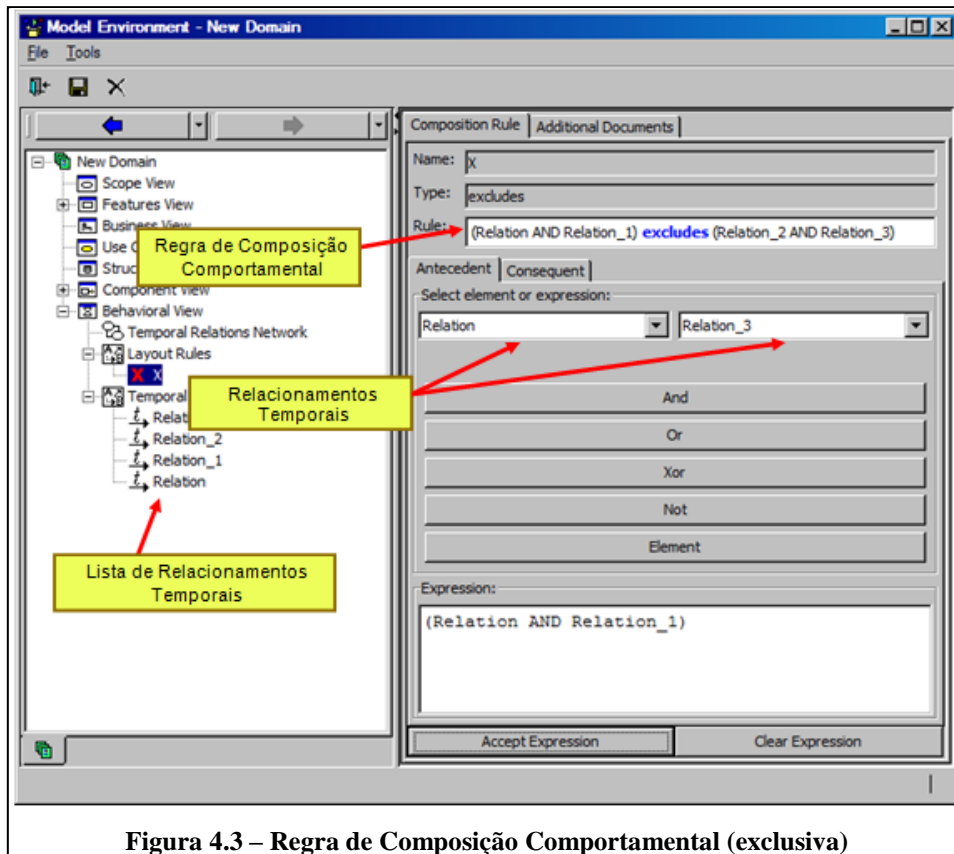 Model Environment - New Domain
File Tools
New Domain
Scope View
Features View
Business View
Use C
Struc
Component View
Behavioral View
Temporal Relations Network
Layout Rules
X
Temporal
Relat
Relation_2
Relation_1
Relation
Composition Rule
Additional Documents
Name: X
Type: excludes
Rule: (Relation AND Relation_1) excludes (Relation_2 AND Relation_3)
Antecedent
Consequent
Select element or expression:
Relation
Relation_3
And
Or
Xor
Not
Element
Expression:
(Relation AND Relation_1)
Accept Expression
Clear Expression
Regra de Composição
Comportamental
Relacionamentos
Temporais
Lista de Relacionamentos
Temporais
Figura 4.3 – Regra de Composição Comportamental (exclusiva)